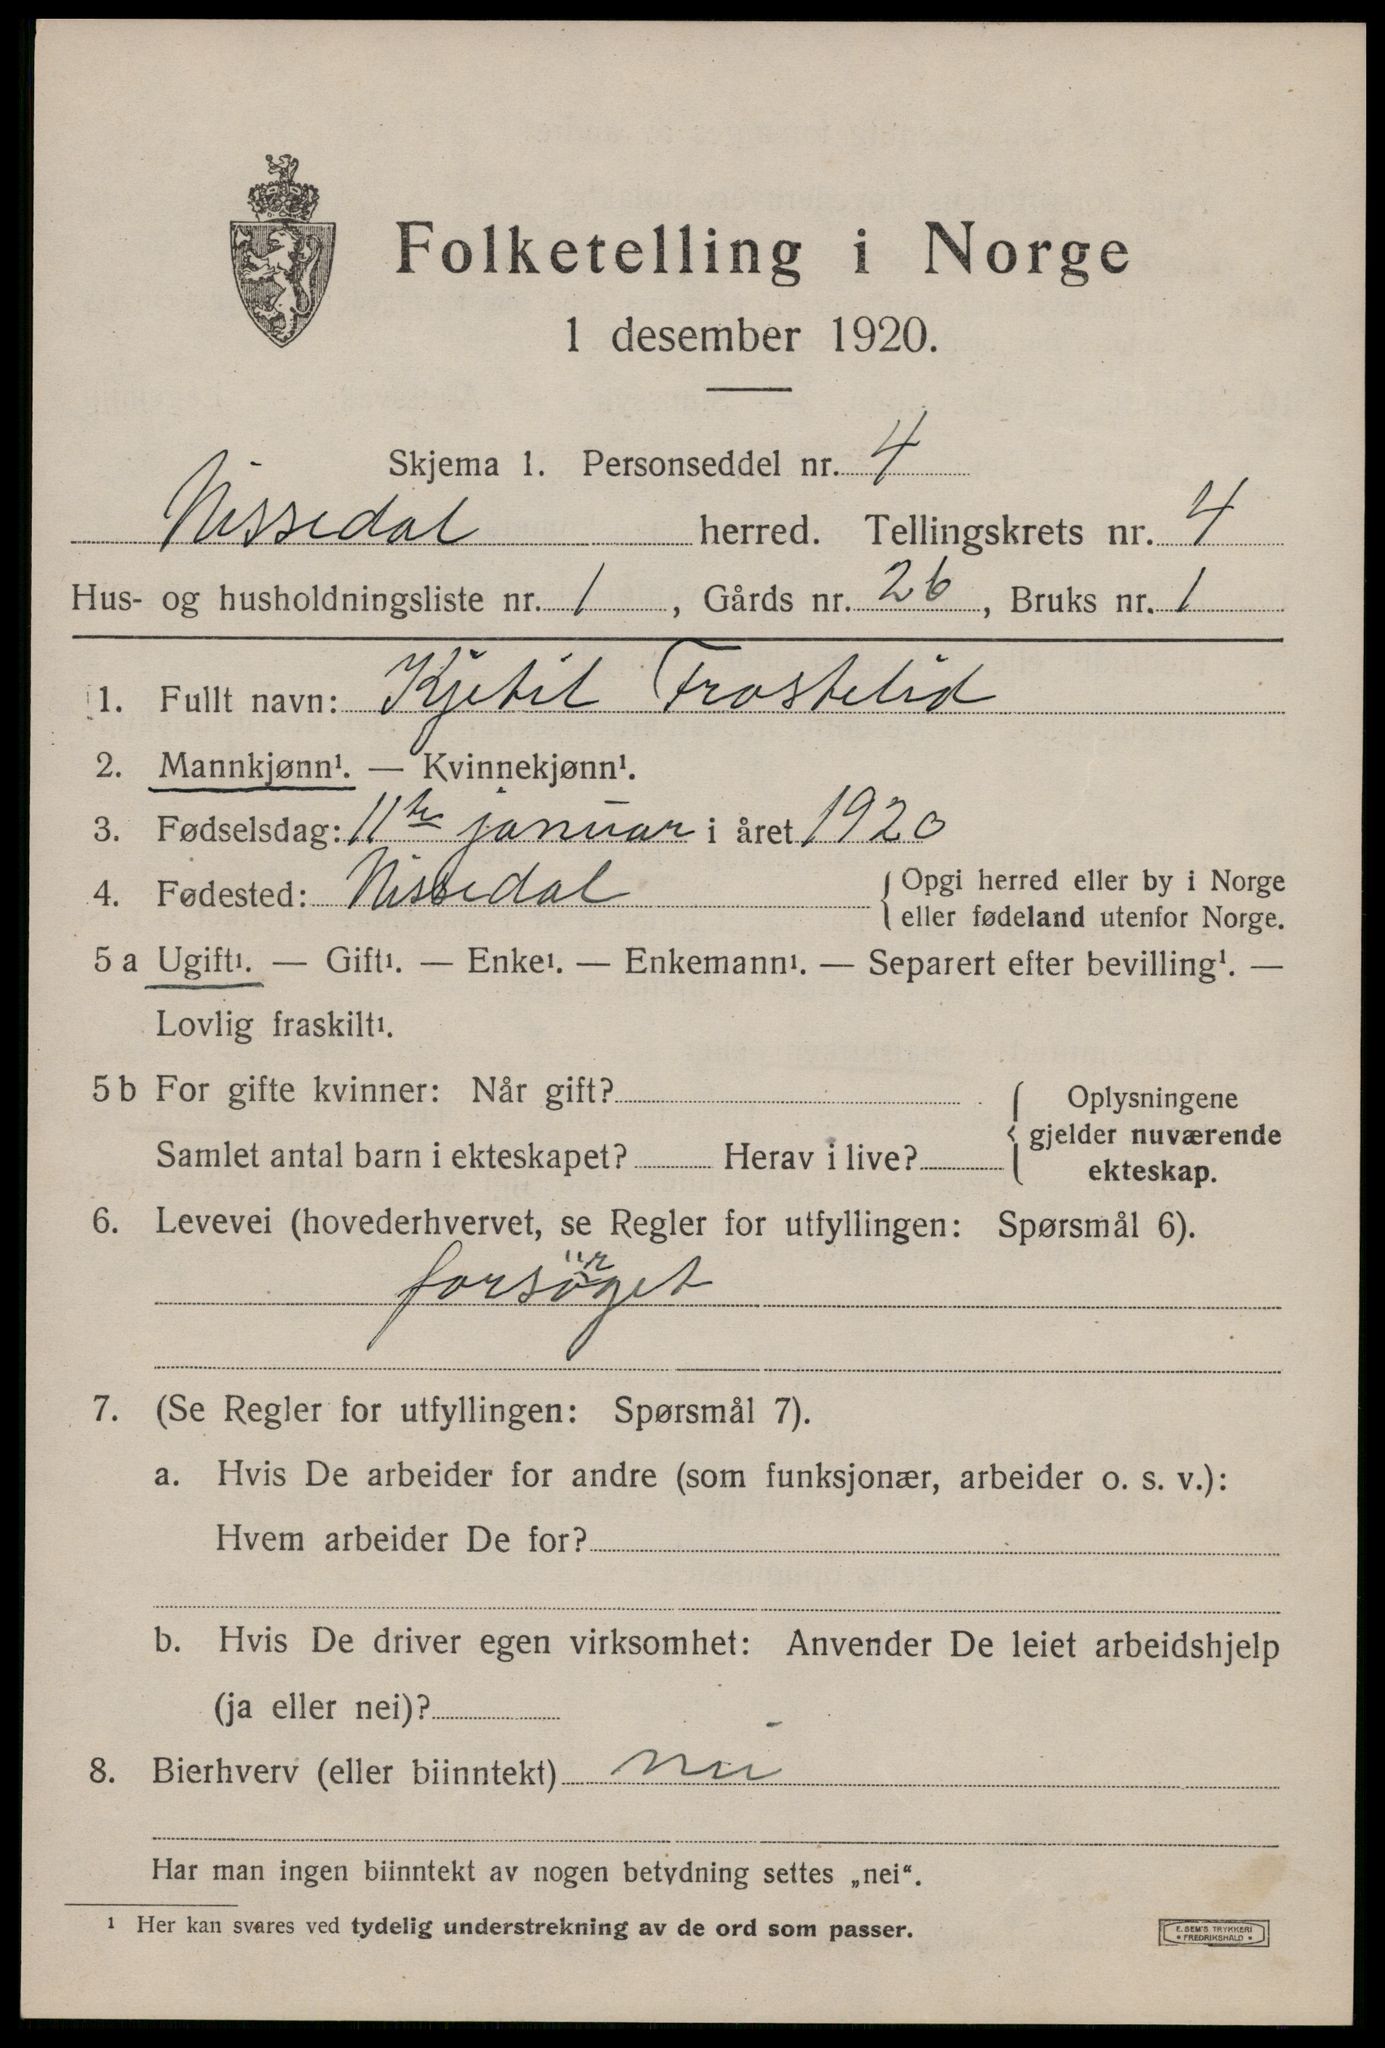 Folketelling i Norge
1 desember 1920.
Skjema 1. Personseddel nr. 4
Nissedal herred. Tellingskrets nr. 4
Hus- og husholdningsliste nr. 1, Gårds nr. 26, Bruks nr. 1
1. Fullt navn: Kjetil Frostelid
2. Mannkjønn¹. — Kvinnekjønn¹.
3. Fødselsdag: 11te januar i året 1920
4. Fødested: Nissedal { Opgi herred eller by i Norge
eller fødeland utenfor Norge.
5 a Ugift¹. — Gift¹. — Enke¹. — Enkemann¹. — Separert efter bevilling¹. —
Lovlig fraskilt¹.
5 b For gifte kvinner: Når gift? { Oplysningene
gjelder nuværende
ekteskap.
Samlet antal barn i ekteskapet? Herav i live?
6. Levevei (hovederhvervet, se Regler for utfyllingen: Spørsmål 6).
forsörget
7. (Se Regler for utfyllingen: Spørsmål 7).
a. Hvis De arbeider for andre (som funksjonær, arbeider o. s. v.):
Hvem arbeider De for?
b. Hvis De driver egen virksomhet: Anvender De leiet arbeidshjelp
(ja eller nei)?
8. Bierhverv (eller biinntekt) nei
Har man ingen biinntekt av nogen betydning settes „nei“.
¹ Her kan svares ved tydelig understrekning av de ord som passer.
E. SEM'S TRYKKERI
• FREDRIKSHALD •